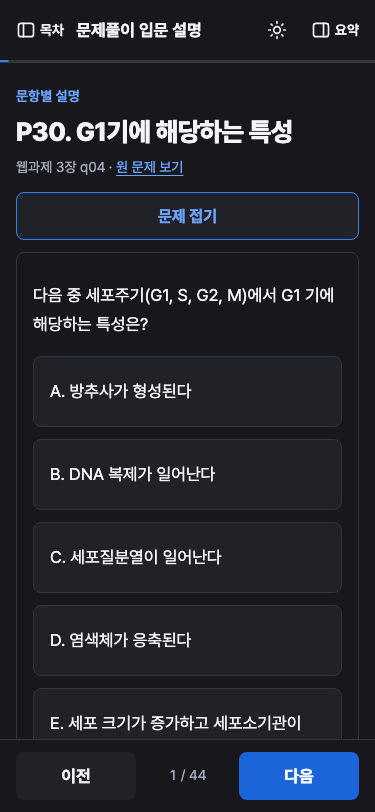 목차 문제풀이 입문 설명 요약
문항별 설명
P30. G1기에 해당하는 특성
웹과제 3장 q04 · 원 문제 보기
문제 접기
다음 중 세포주기(G1, S, G2, M)에서 G1 기에
해당하는 특성은?
A. 방추사가 형성된다
B. DNA 복제가 일어난다
C. 세포질분열이 일어난다
D. 염색체가 응축된다
E. 세포 크기가 증가하고 세포소기관이
이전 1 / 44 다음